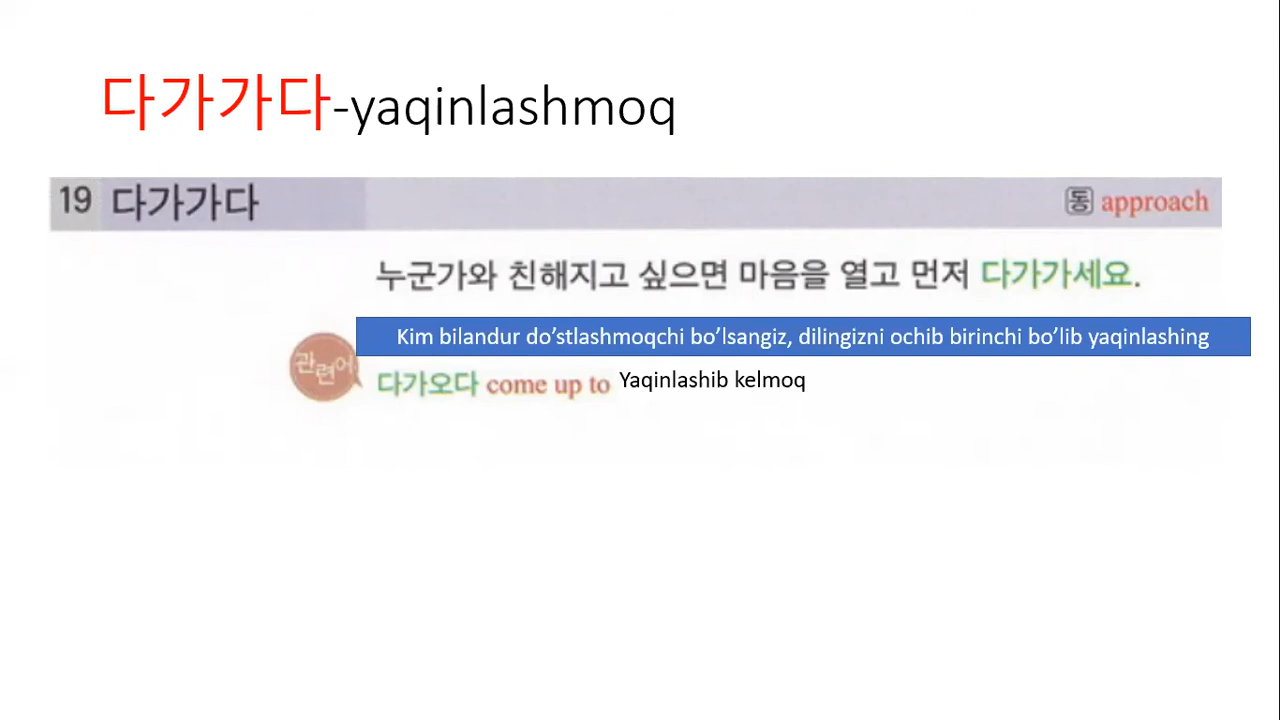 다가가다-yaqinlashmoq
19 다가가다 동 approach
누군가와 친해지고 싶으면 마음을 열고 먼저 다가가세요.
Kim bilandur do’stlashmoqchi bo’lsangiz, dilingizni ochib birinchi bo’lib yaqinlashing
관련어
다가오다 come up to Yaqinlashib kelmoq